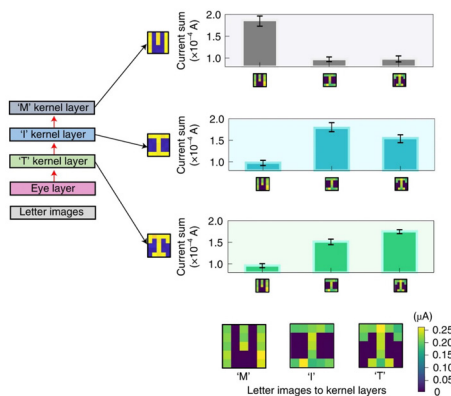 2.0
1.5
1.0
Current sum
(×10⁻⁴ A)
'M' kernel layer
'I' kernel layer
'T' kernel layer
Eye layer
Letter images
2.0
1.5
1.0
Current sum
(×10⁻⁴ A)
2.0
1.5
1.0
Current sum
(×10⁻⁴ A)
(μA)
0.25
0.20
0.15
0.10
0.05
0
'M' 'I' 'T'
Letter images to kernel layers